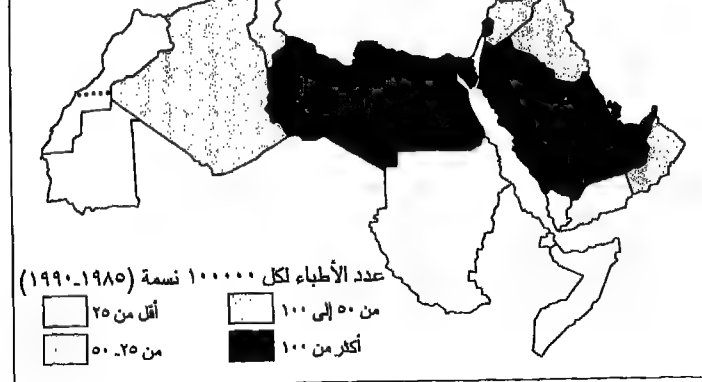 عدد الأطباء لكل ١٠٠٠٠٠ نسمة (١٩٨٥-١٩٩٠)
من ٥٠ إلى ١٠٠
أقل من ٢٥
أكثر من ١٠٠
من ٢٥- ٥٠